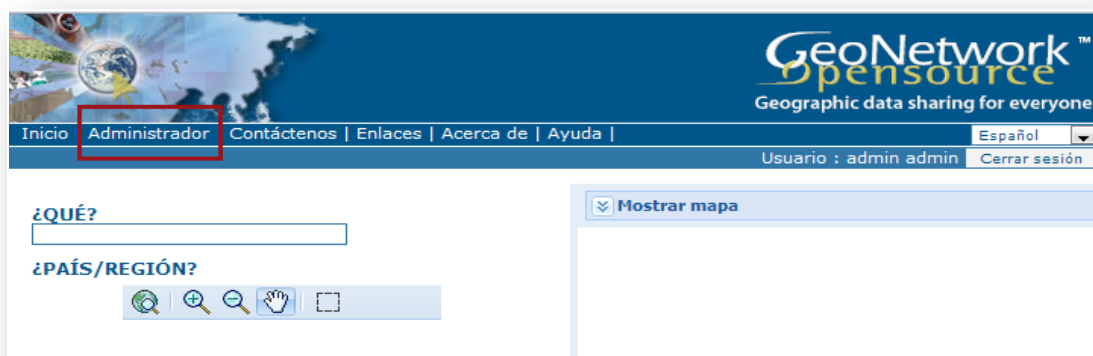 GeoNetwork™
Opensource
Geographic data sharing for everyone
Inicio Administrador Contáctenos | Enlaces | Acerca de | Ayuda | Español
Usuario : admin admin Cerrar sesión
¿QUÉ?
Mostrar mapa
¿PAÍS/REGIÓN?